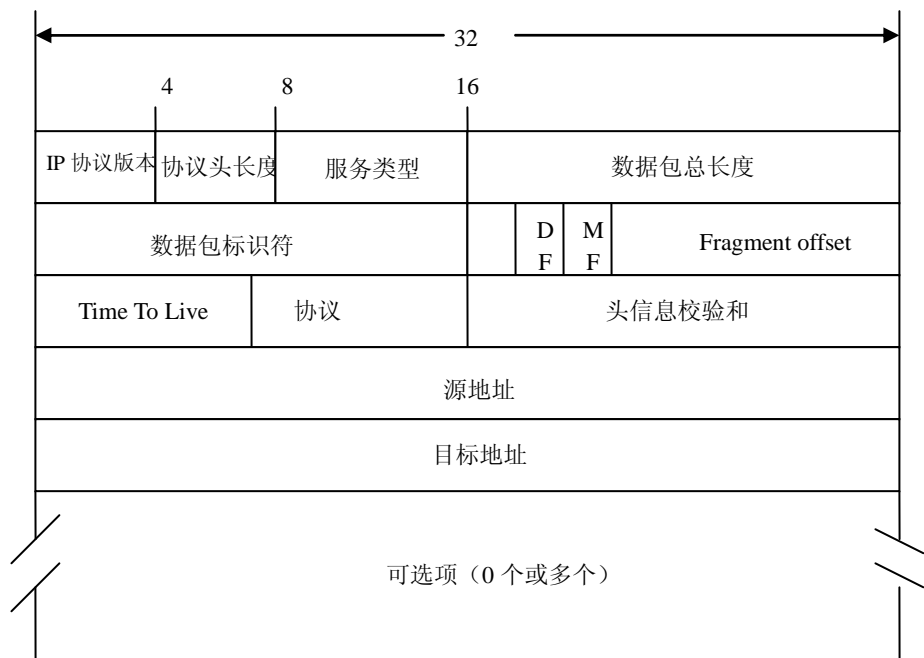 32
4 8 16
IP 协议版本 协议头长度 服务类型 数据包总长度
数据包标识符 D F M F Fragment offset
Time To Live 协议 头信息校验和
源地址
目标地址
可选项（0 个或多个）